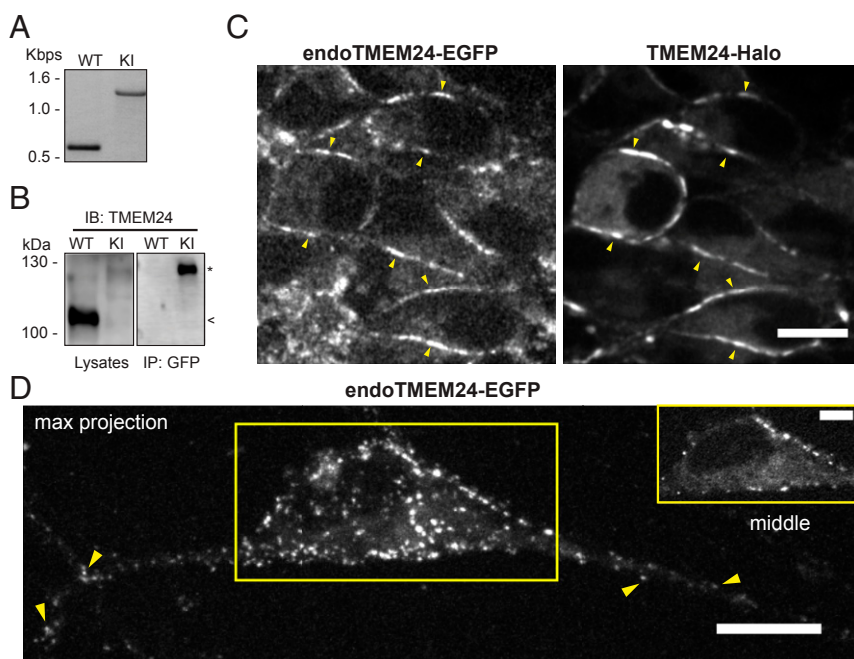 A
Kbps
WT KI
1.6 -
1.0 -
0.5 -
B
IB: TMEM24
kDa
WT KI WT KI
130 -
100 -
*
<
Lysates IP: GFP
C
endoTMEM24-EGFP TMEM24-Halo
D
endoTMEM24-EGFP
max projection
middle